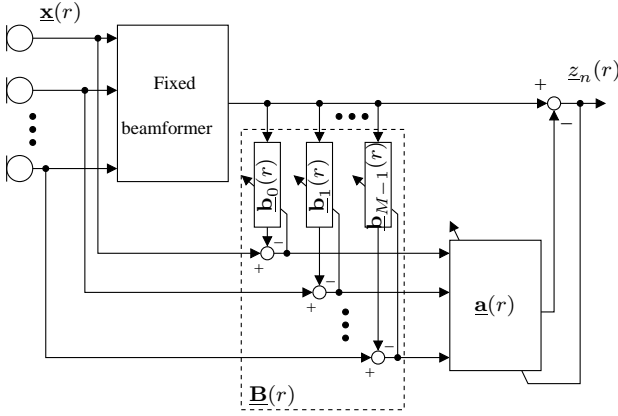 x(r)
Fixed
beamformer
+
z_n(r)
−
b_0(r)
b_1(r)
b_{M−1}(r)
−
+
−
+
a(r)
−
+
B(r)